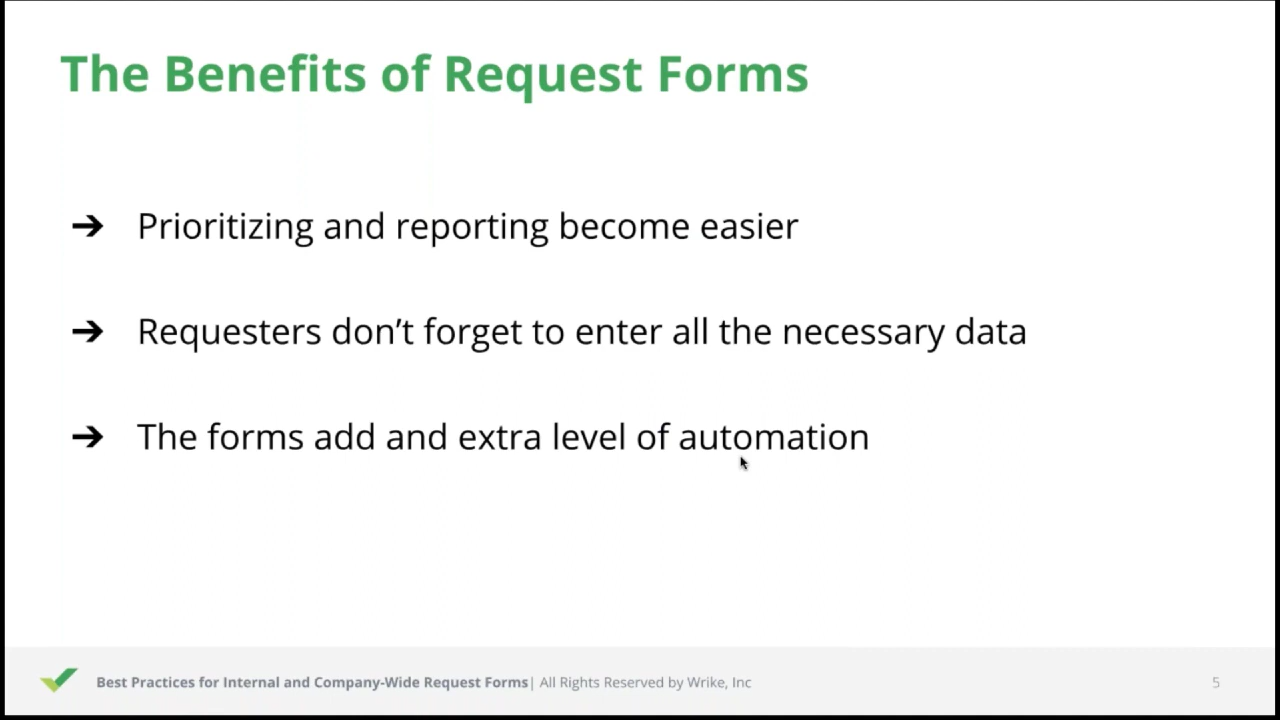 The Benefits of Request Forms
➔ Prioritizing and reporting become easier
➔ Requesters don’t forget to enter all the necessary data
➔ The forms add and extra level of automation
Best Practices for Internal and Company-Wide Request Forms| All Rights Reserved by Wrike, Inc
5